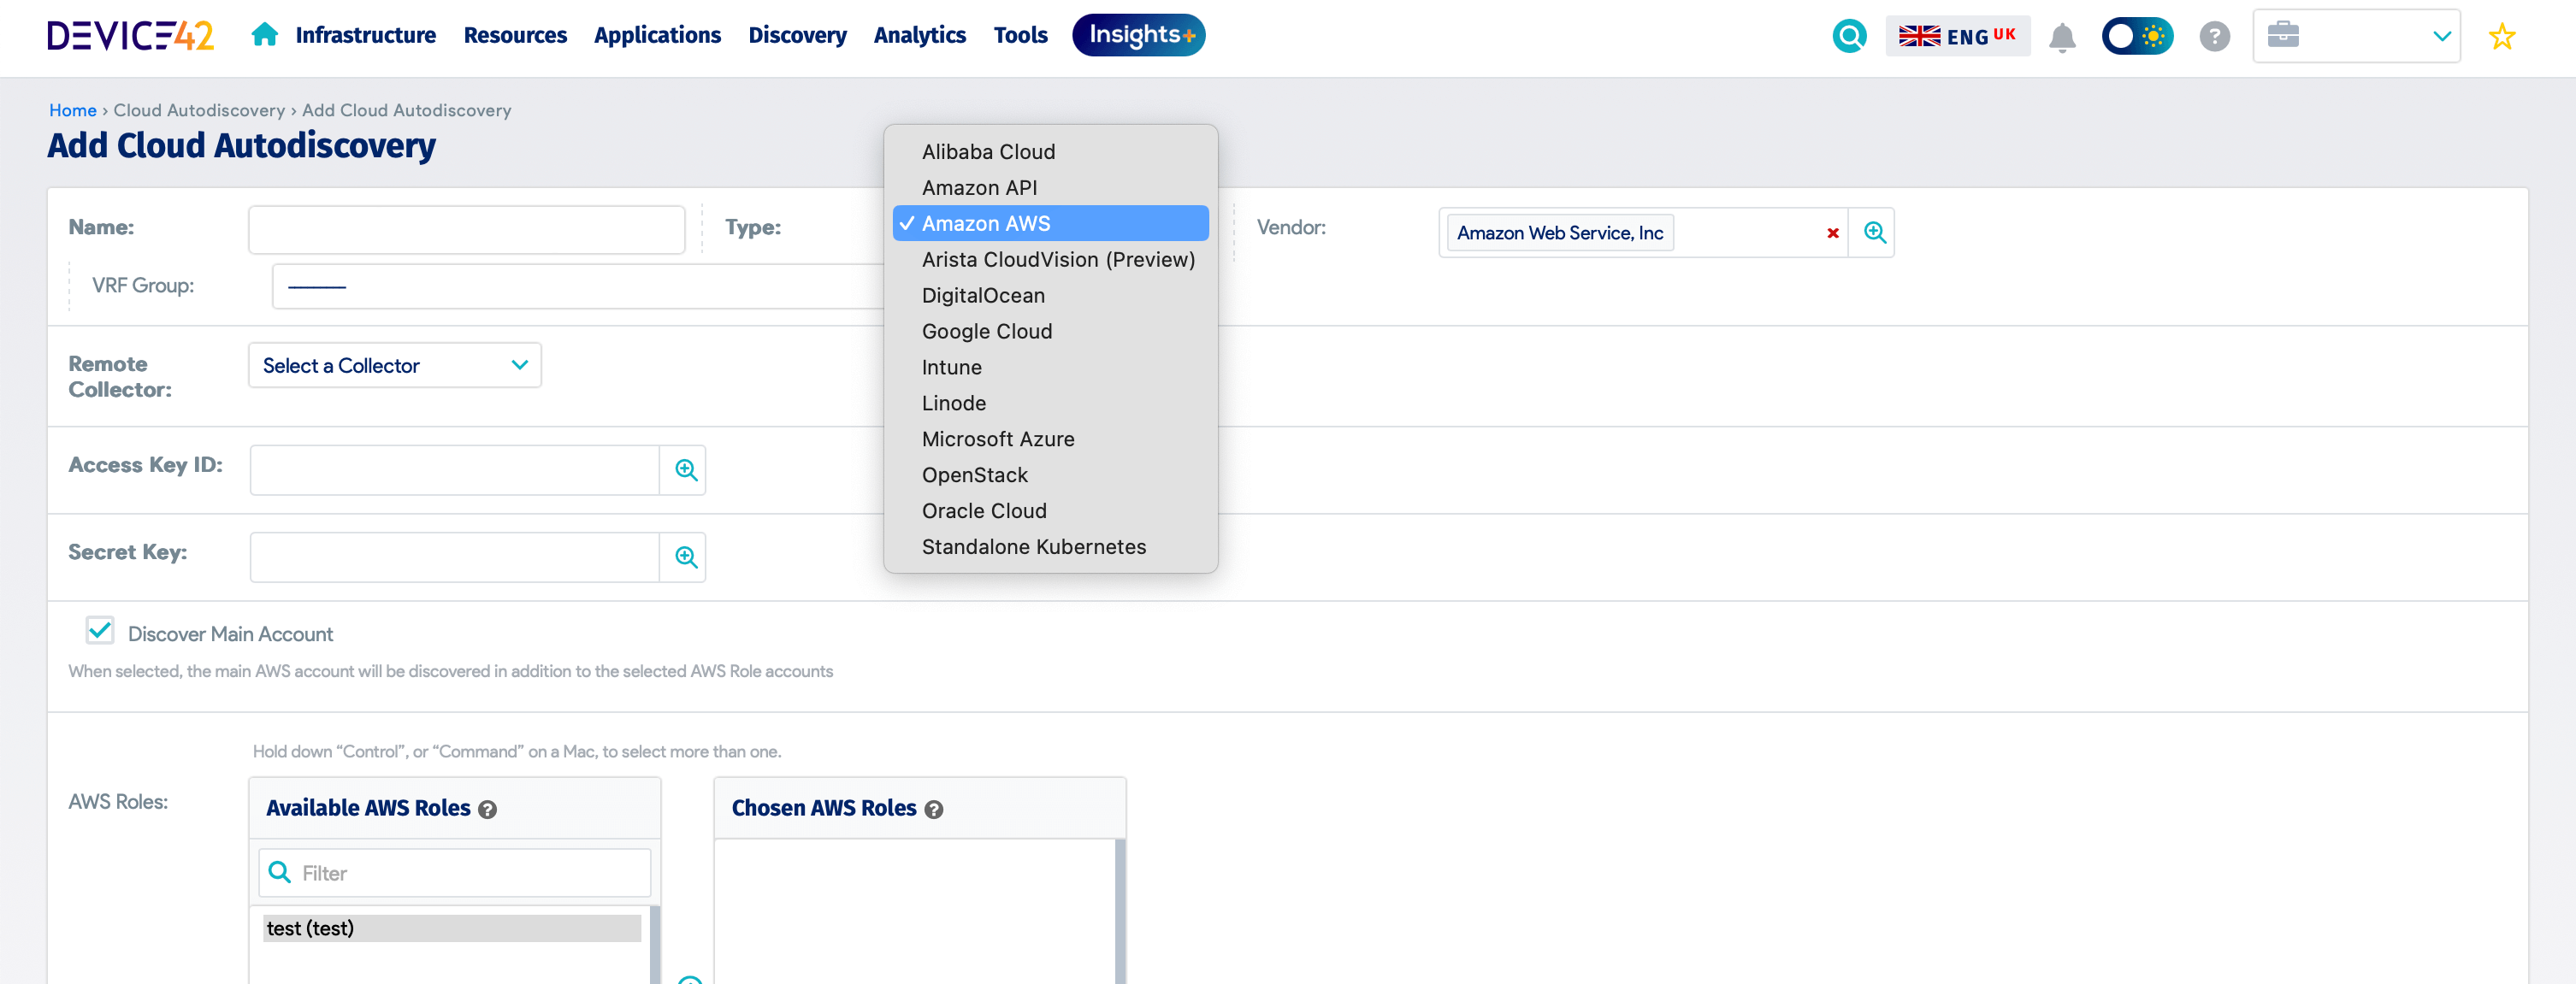 DEVICE42 Infrastructure Resources Applications Discovery Analytics Tools Insights+ ENG UK
Home › Cloud Autodiscovery › Add Cloud Autodiscovery
Add Cloud Autodiscovery
Name:
Type:
Alibaba Cloud
Amazon API
✓ Amazon AWS
Arista CloudVision (Preview)
DigitalOcean
Google Cloud
Intune
Linode
Microsoft Azure
OpenStack
Oracle Cloud
Standalone Kubernetes
Vendor: Amazon Web Service, Inc
VRF Group: ---------
Remote
Collector:
Select a Collector
Access Key ID:
Secret Key:
Discover Main Account
When selected, the main AWS account will be discovered in addition to the selected AWS Role accounts
Hold down “Control”, or “Command” on a Mac, to select more than one.
AWS Roles:
Available AWS Roles ?
Filter
test (test)
Chosen AWS Roles ?